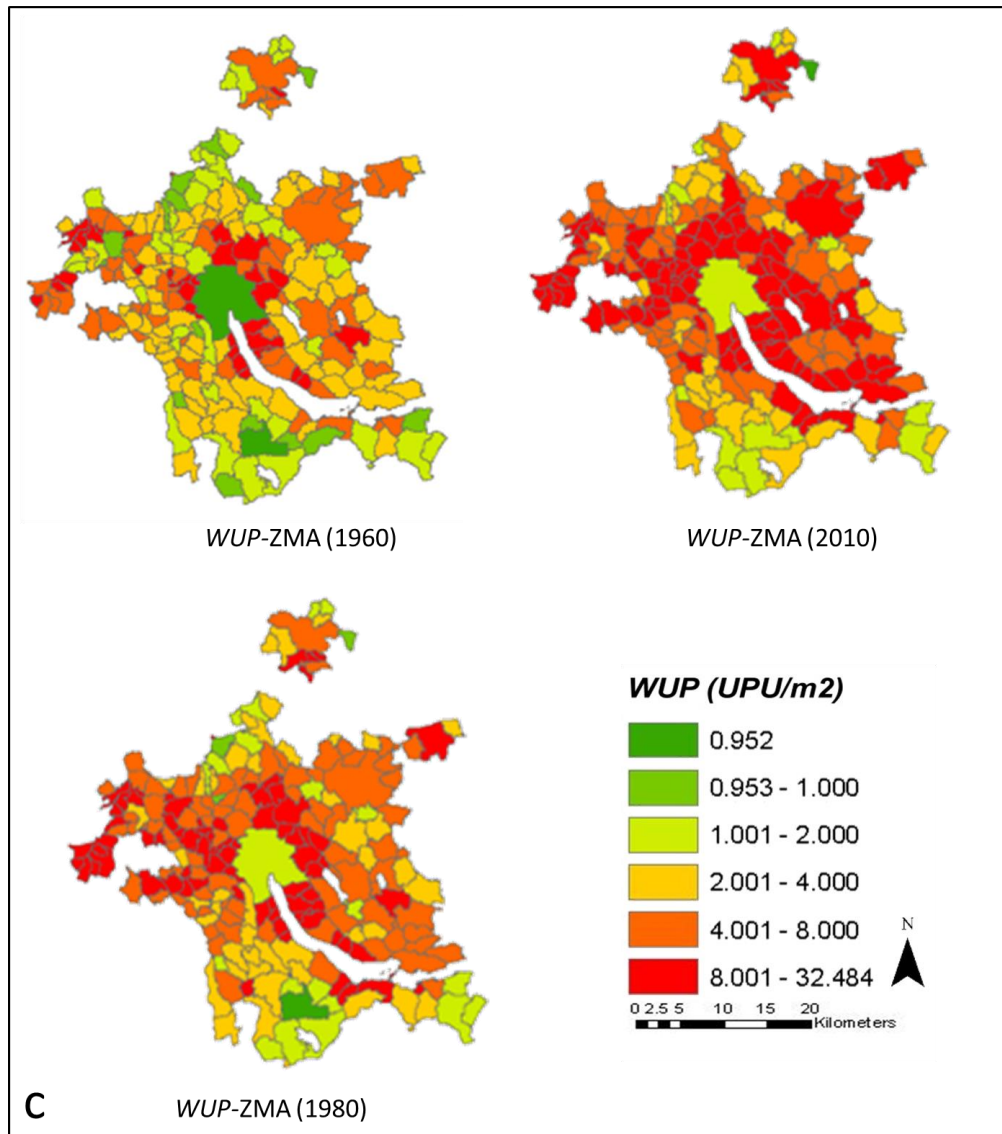 WUP-ZMA (1960)
WUP-ZMA (2010)
WUP (UPU/m2)
0.952
0.953 - 1.000
1.001 - 2.000
2.001 - 4.000
4.001 - 8.000
8.001 - 32.484
N
0 2.5 5 10 15 20
Kilometers
C
WUP-ZMA (1980)